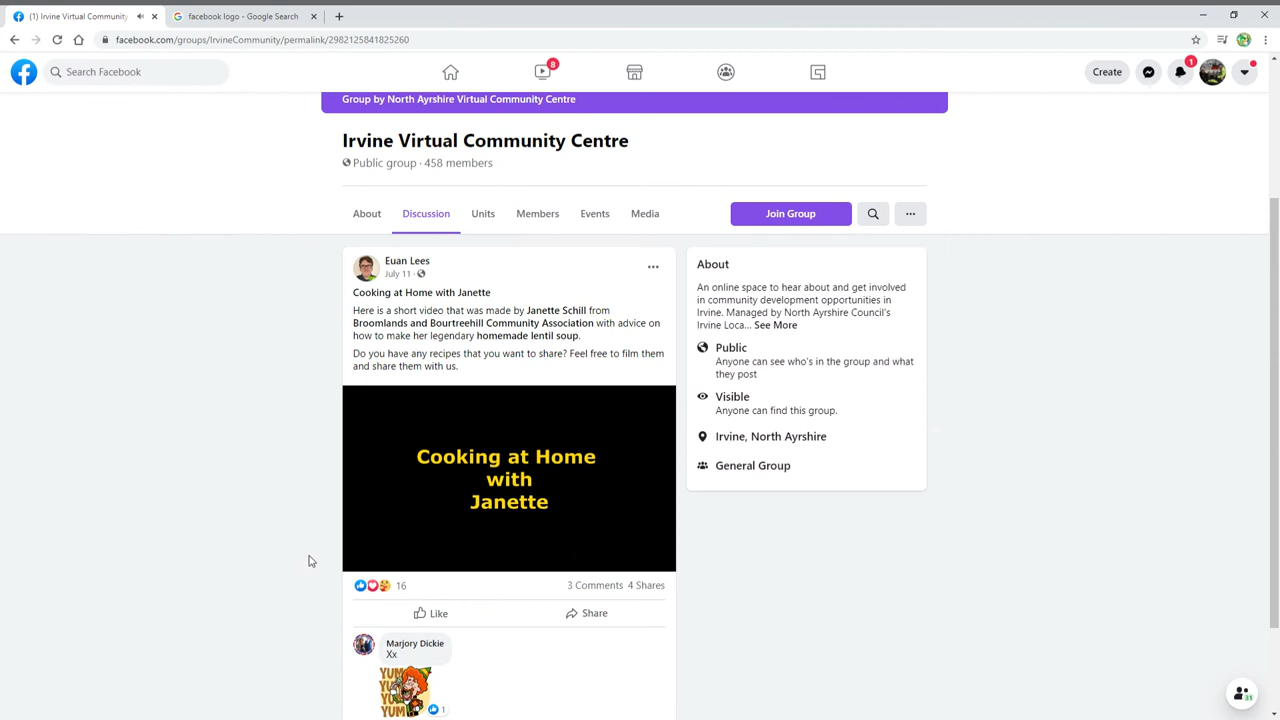 (1) Irvine Virtual Community
facebook logo - Google Search
facebook.com/groups/IrvineCommunity/permalink/2982125841825260
Search Facebook
8
Create
1
Group by North Ayrshire Virtual Community Centre
Irvine Virtual Community Centre
Public group · 458 members
About
Discussion
Units
Members
Events
Media
Join Group
Euan Lees
July 11 ·
Cooking at Home with Janette
Here is a short video that was made by Janette Schill from
Broomlands and Bourtreehill Community Association with advice on
how to make her legendary homemade lentil soup.
Do you have any recipes that you want to share? Feel free to film them
and share them with us.
Cooking at Home
with
Janette
16
3 Comments 4 Shares
Like
Share
Marjory Dickie
Xx
YUM
YUM
1
About
An online space to hear about and get involved
in community development opportunities in
Irvine. Managed by North Ayrshire Council's
Irvine Loca... See More
Public
Anyone can see who's in the group and what
they post
Visible
Anyone can find this group.
Irvine, North Ayrshire
General Group
31